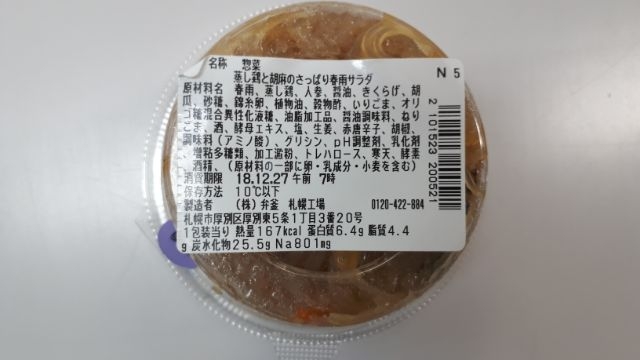 名称 惣菜
N 5
蒸し鶏と胡麻のさっぱり春雨サラダ
原材料名 春雨、蒸し鶏、人参、醤油、きくらげ、胡
瓜、砂糖、錦糸卵、植物油、穀物酢、いりごま、オリ
ゴ糖混合異性化液糖、油脂加工品、醤油調味料、ねり
ごま、酒、酵母エキス、塩、生姜、赤唐辛子、胡椒、
調味料（アミノ酸）、グリシン、ｐＨ調整剤、乳化剤
、増粘多糖類、加工澱粉、トレハロース、寒天、酵素
、酒精、（原材料の一部に卵・乳成分・小麦を含む）
消費期限 18.12.27 午前 7時
保存方法 10℃以下
製造者 （株）弁釜 札幌工場 0120-422-884
札幌市厚別区厚別東5条1丁目3番20号
1包装当り 熱量167kcal 蛋白質6.4g 脂質4.4
g 炭水化物25.5g Na801mg
2 101523 200521